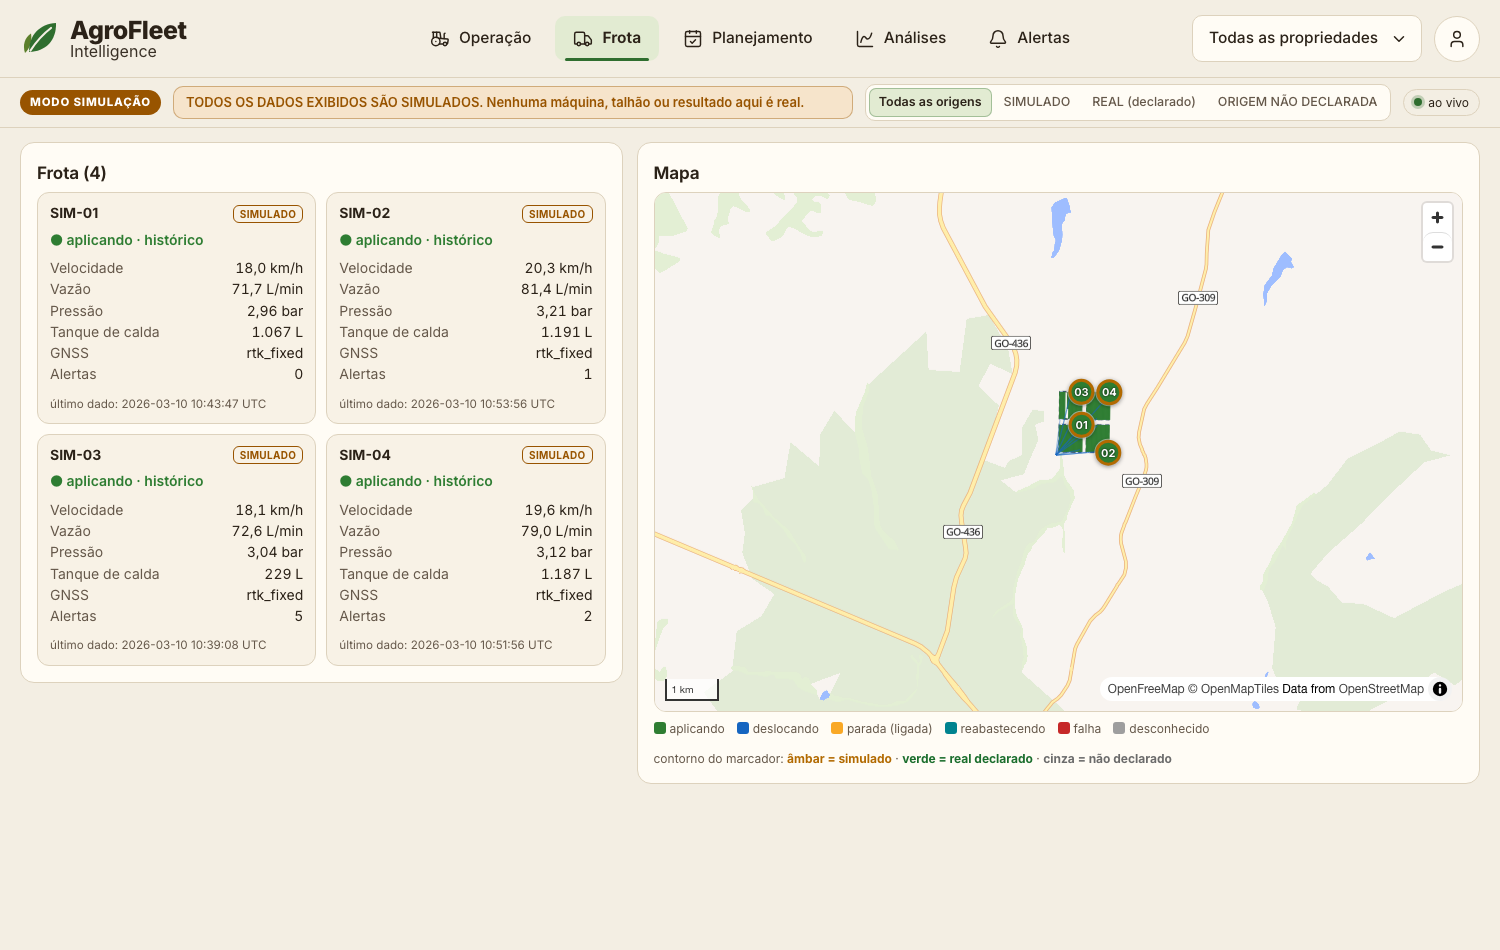 AgroFleet
Intelligence
Operação
Frota
Planejamento
Análises
Alertas
Todas as propriedades
MODO SIMULAÇÃO
TODOS OS DADOS EXIBIDOS SÃO SIMULADOS. Nenhuma máquina, talhão ou resultado aqui é real.
Todas as origens
SIMULADO
REAL (declarado)
ORIGEM NÃO DECLARADA
ao vivo
Frota (4)
SIM-01
SIMULADO
aplicando · histórico
Velocidade 18,0 km/h
Vazão 71,7 L/min
Pressão 2,96 bar
Tanque de calda 1.067 L
GNSS rtk_fixed
Alertas 0
último dado: 2026-03-10 10:43:47 UTC
SIM-02
SIMULADO
aplicando · histórico
Velocidade 20,3 km/h
Vazão 81,4 L/min
Pressão 3,21 bar
Tanque de calda 1.191 L
GNSS rtk_fixed
Alertas 1
último dado: 2026-03-10 10:53:56 UTC
SIM-03
SIMULADO
aplicando · histórico
Velocidade 18,1 km/h
Vazão 72,6 L/min
Pressão 3,04 bar
Tanque de calda 229 L
GNSS rtk_fixed
Alertas 5
último dado: 2026-03-10 10:39:08 UTC
SIM-04
SIMULADO
aplicando · histórico
Velocidade 19,6 km/h
Vazão 79,0 L/min
Pressão 3,12 bar
Tanque de calda 1.187 L
GNSS rtk_fixed
Alertas 2
último dado: 2026-03-10 10:51:56 UTC
Mapa
+
−
GO-309
GO-436
03
04
01
02
GO-309
GO-436
1 km
OpenFreeMap © OpenMapTiles Data from OpenStreetMap
aplicando
deslocando
parada (ligada)
reabastecendo
falha
desconhecido
contorno do marcador: âmbar = simulado · verde = real declarado · cinza = não declarado